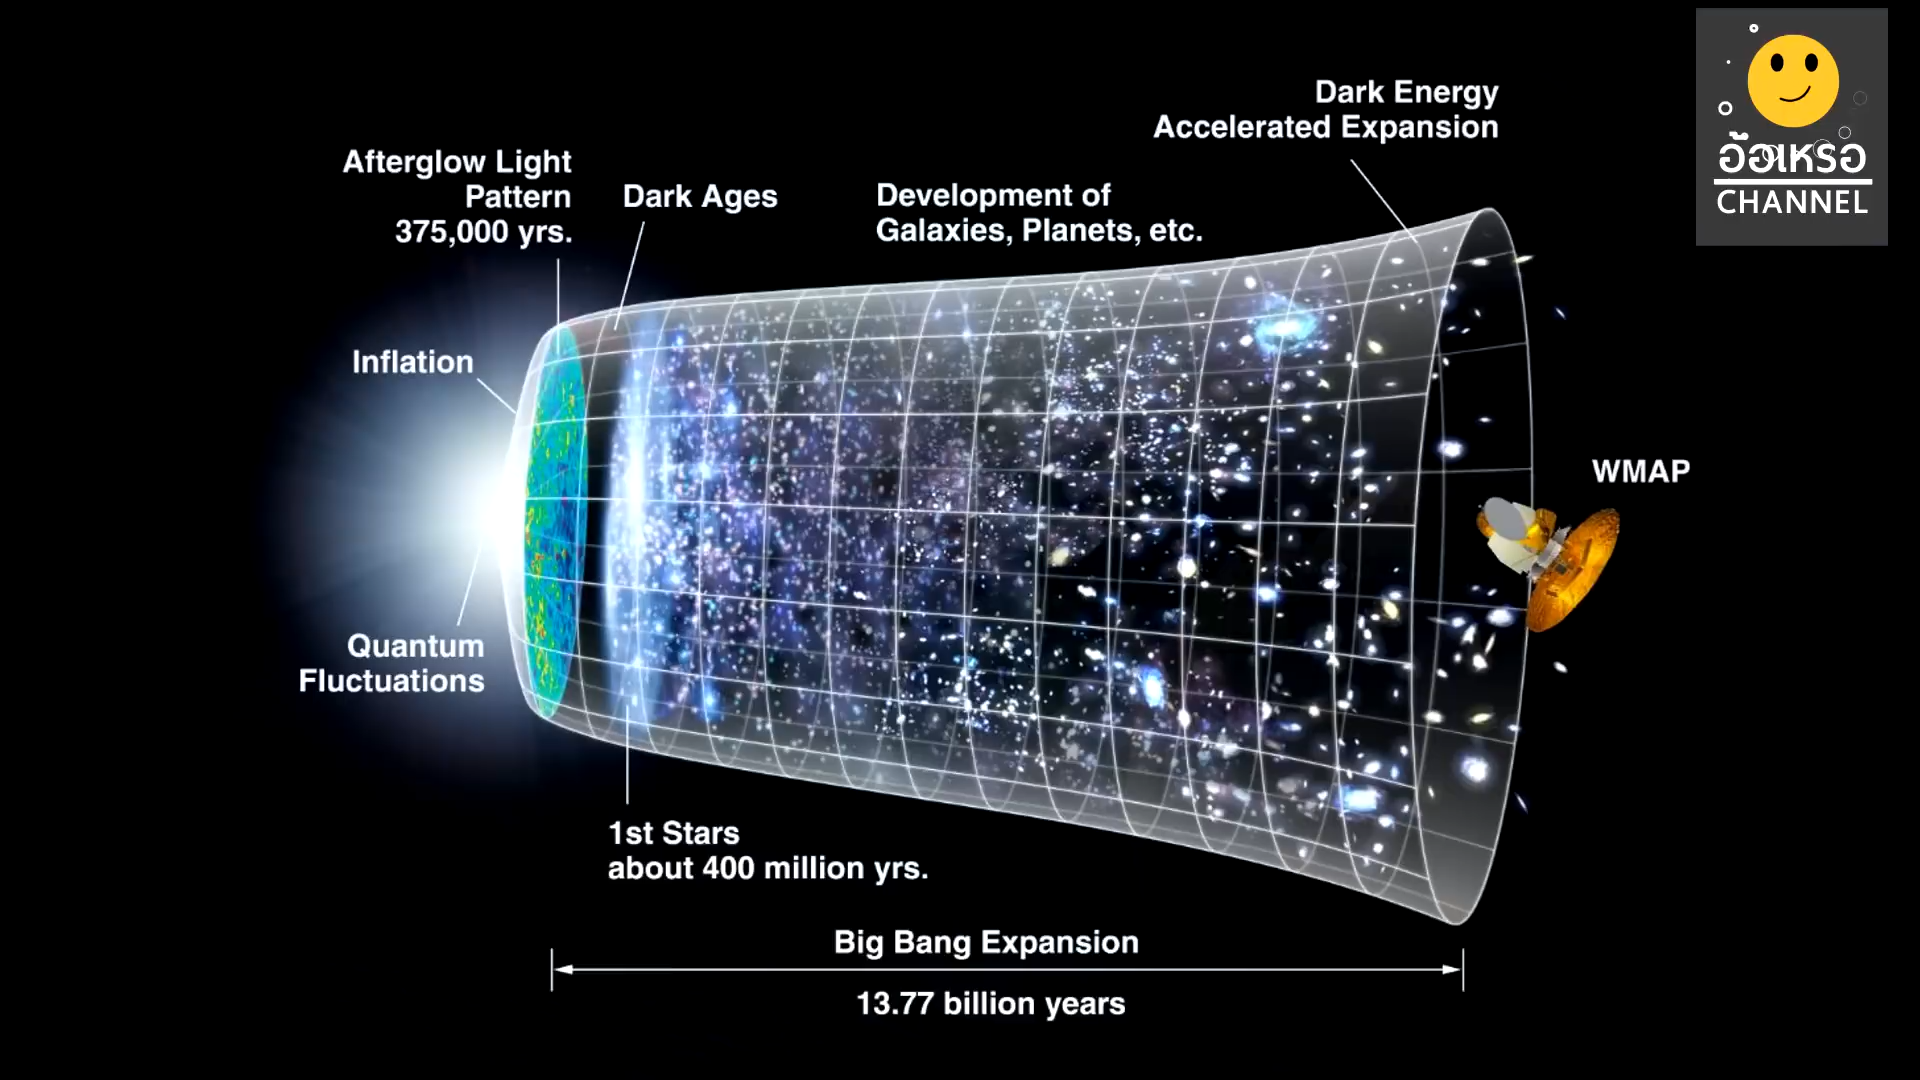 Dark Energy
Accelerated Expansion
Afterglow Light
Pattern
375,000 yrs.
Dark Ages
Development of
Galaxies, Planets, etc.
Inflation
WMAP
Quantum
Fluctuations
1st Stars
about 400 million yrs.
Big Bang Expansion
13.77 billion years
อ๋อเหรอ
CHANNEL